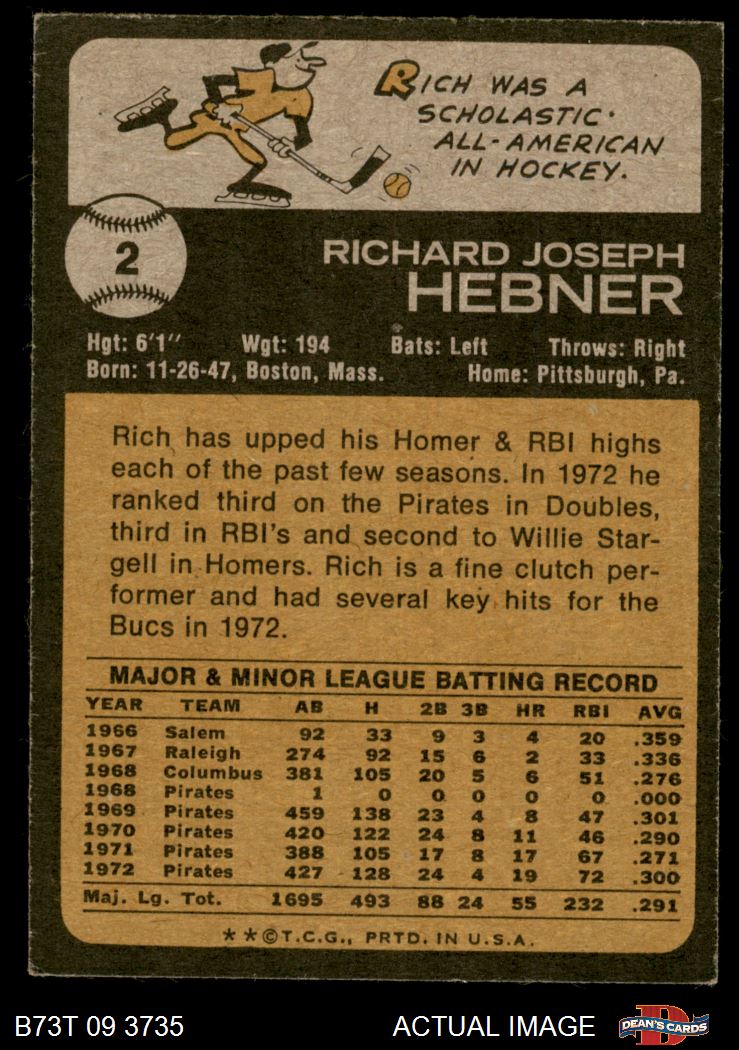 RICH WAS A
SCHOLASTIC
ALL-AMERICAN
IN HOCKEY.
2
RICHARD JOSEPH
HEBNER
Hgt: 6'1" Wgt: 194 Bats: Left Throws: Right
Born: 11-26-47, Boston, Mass. Home: Pittsburgh, Pa.
Rich has upped his Homer & RBI highs
each of the past few seasons. In 1972 he
ranked third on the Pirates in Doubles,
third in RBI's and second to Willie Star-
gell in Homers. Rich is a fine clutch per-
former and had several key hits for the
Bucs in 1972.
MAJOR & MINOR LEAGUE BATTING RECORD
YEAR TEAM AB H 2B 3B HR RBI AVG
1966 Salem 92 33 9 3 4 20 .359
1967 Raleigh 274 92 15 6 2 33 .336
1968 Columbus 381 105 20 5 6 51 .276
1968 Pirates 1 0 0 0 0 0 .000
1969 Pirates 459 138 23 4 8 47 .301
1970 Pirates 420 122 24 8 11 46 .290
1971 Pirates 388 105 17 8 17 67 .271
1972 Pirates 427 128 24 4 19 72 .300
Maj. Lg. Tot. 1695 493 88 24 55 232 .291
**©T.C.G., PRTD. IN U.S.A.
B73T 09 3735 ACTUAL IMAGE
D
DEAN'S CARDS